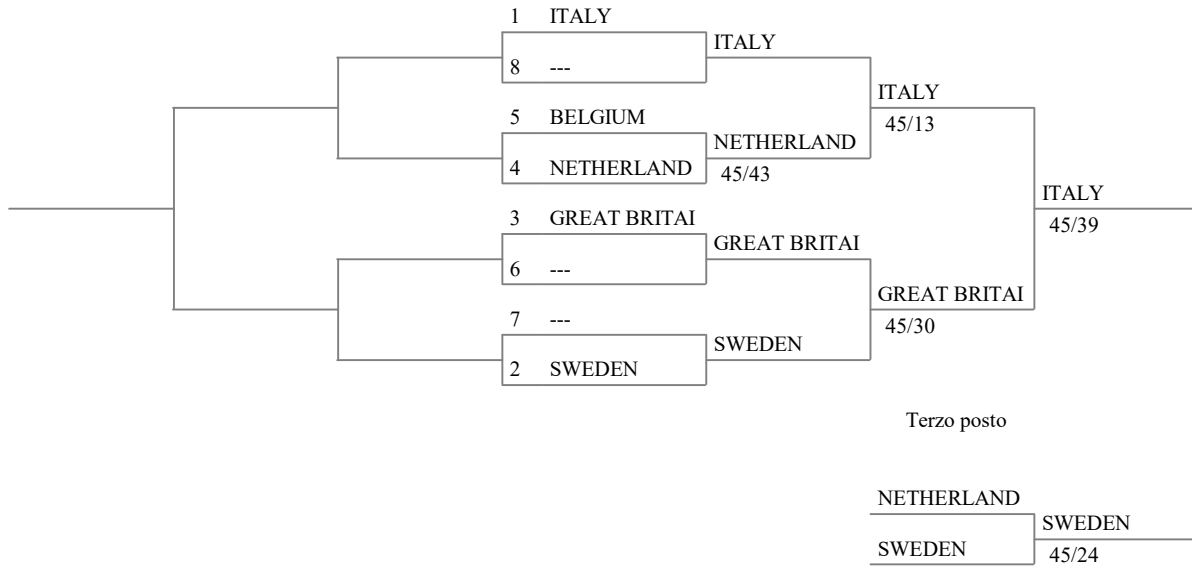 1 ITALY
ITALY
8 ---
ITALY
45/13
5 BELGIUM
NETHERLAND
4 NETHERLAND
45/43
ITALY
45/39
3 GREAT BRITAI
GREAT BRITAI
6 ---
GREAT BRITAI
45/30
7 ---
SWEDEN
2 SWEDEN
Terzo posto
NETHERLAND
SWEDEN
SWEDEN
45/24